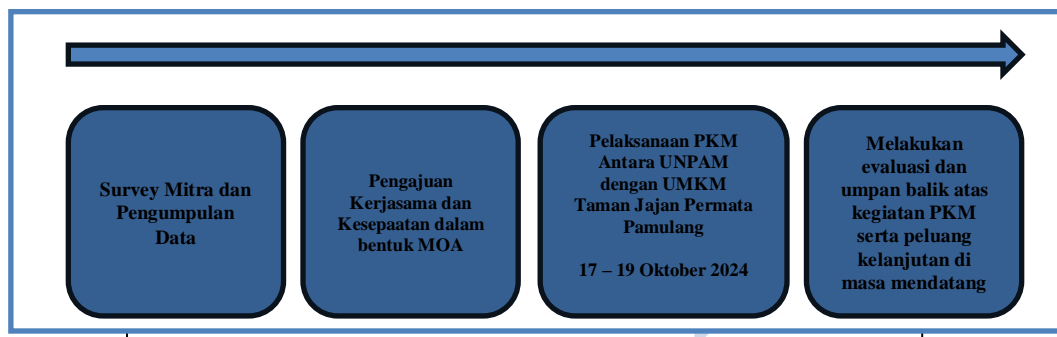 Survey Mitra dan
Pengumpulan
Data
Pengajuan
Kerjasama dan
Kesepaatan dalam
bentuk MOA
Pelaksanaan PKM
Antara UNPAM
dengan UMKM
Taman Jajan Permata
Pamulang
17 – 19 Oktober 2024
Melakukan
evaluasi dan
umpan balik atas
kegiatan PKM
serta peluang
kelanjutan di
masa mendatang